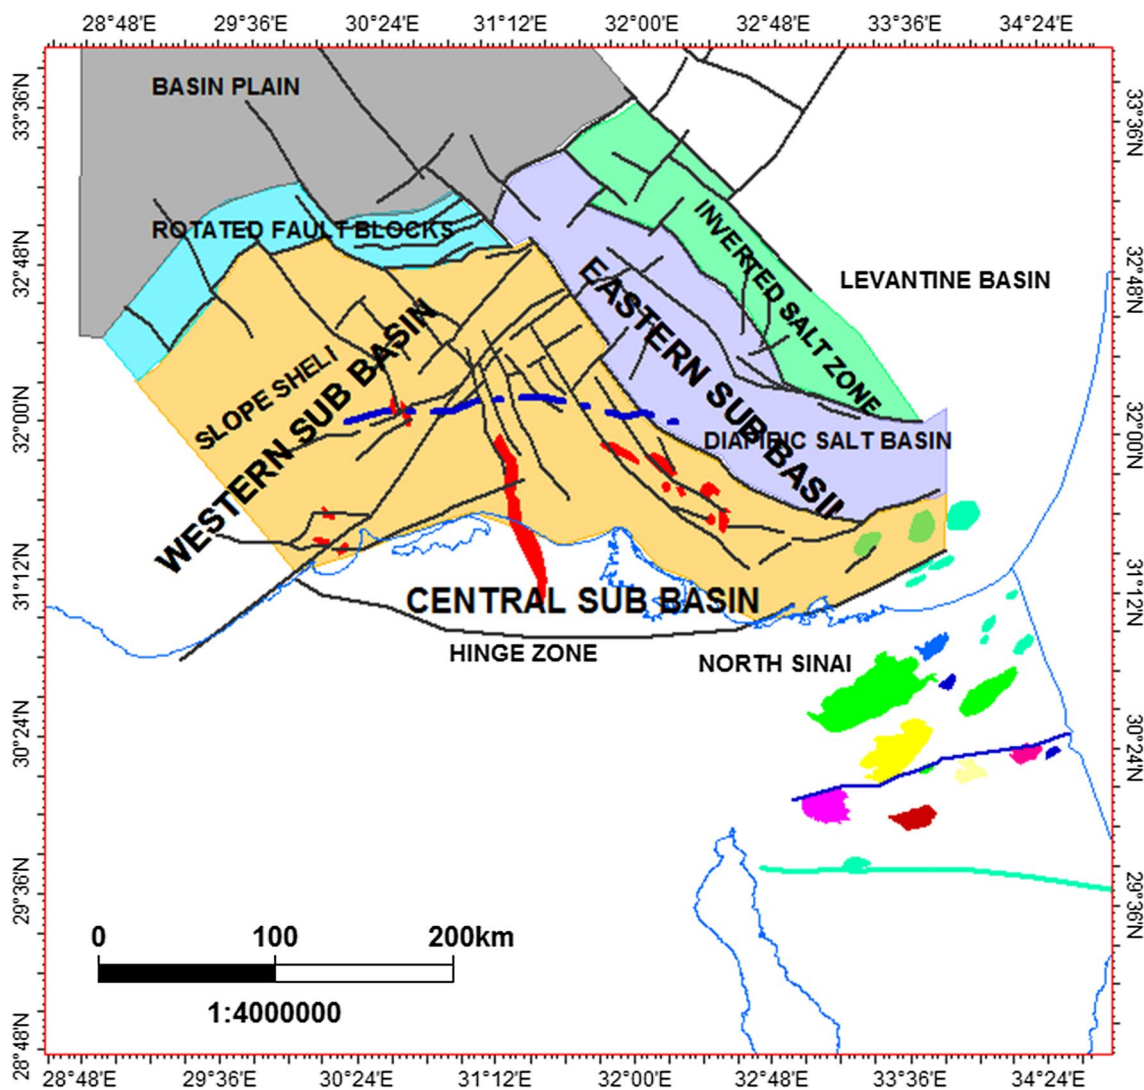 28°48'E 29°36'E 30°24'E 31°12'E 32°00'E 32°48'E 33°36'E 34°24'E
33°36'N
32°48'N
32°00'N
31°12'N
30°24'N
29°36'N
28°48'N
BASIN PLAIN
ROTATED FAULT BLOCKS
INVERTED SALT ZONE
LEVANTINE BASIN
EASTERN SUB BASIN
SLOPE SHELI
WESTERN SUB BASIN
DIAPIRIC SALT BASIN
CENTRAL SUB BASIN
HINGE ZONE
NORTH SINAI
33°36'N
32°48'N
32°00'N
31°12'N
30°24'N
29°36'N
0 100 200km
1:4000000
28°48'E 29°36'E 30°24'E 31°12'E 32°00'E 32°48'E 33°36'E 34°24'E